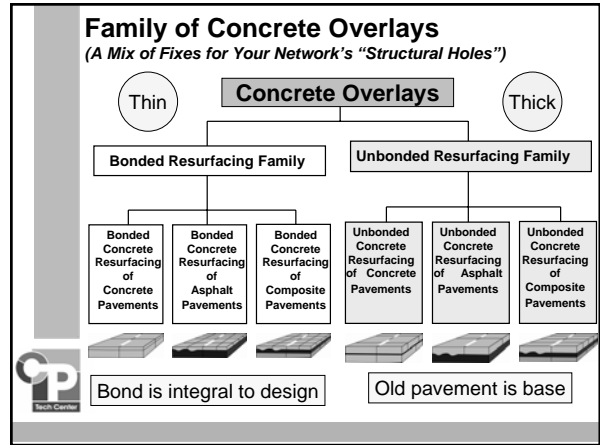 Family of Concrete Overlays
(A Mix of Fixes for Your Network's “Structural Holes”)
Thin
Concrete Overlays
Thick
Bonded Resurfacing Family
Unbonded Resurfacing Family
Bonded
Concrete
Resurfacing
of
Concrete
Pavements
Bonded
Concrete
Resurfacing
of
Asphalt
Pavements
Bonded
Concrete
Resurfacing
of
Composite
Pavements
Unbonded
Concrete
Resurfacing
of Concrete
Pavements
Unbonded
Concrete
Resurfacing
of Asphalt
Pavements
Unbonded
Concrete
Resurfacing
of
Composite
Pavements
CP
Tech Center
Bond is integral to design
Old pavement is base